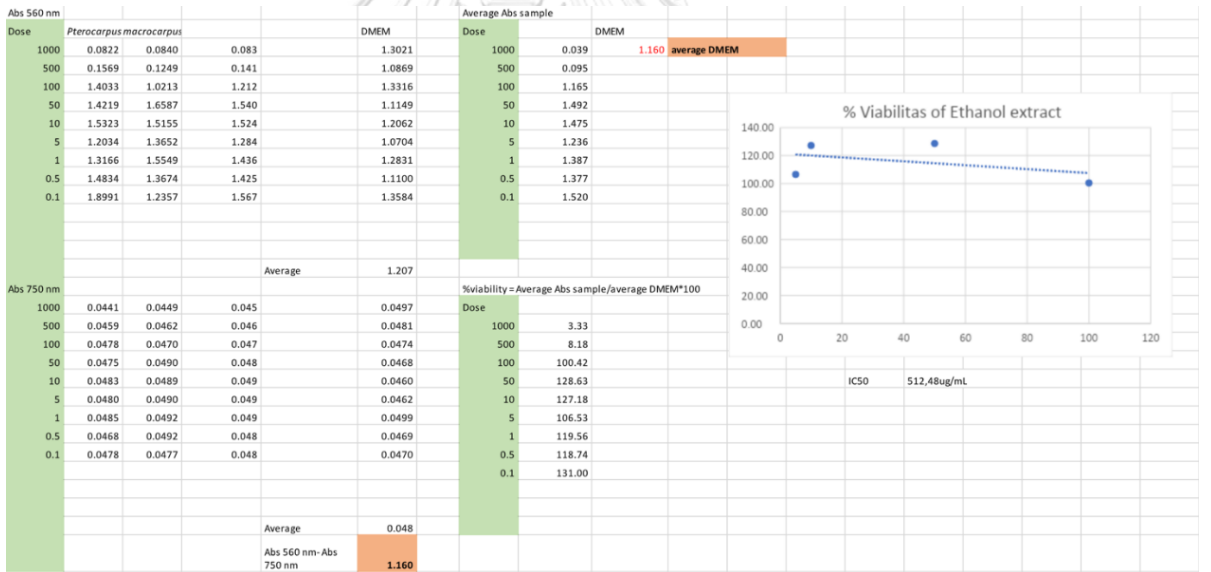 Abs 560 nm Average Abs sample
Dose Pterocarpus macrocarpus DMEM Dose DMEM
1000 0.0822 0.0840 0.083 1.3021 1000 0.039 1.160 average DMEM
500 0.1569 0.1249 0.141 1.0869 500 0.095
100 1.4033 1.0213 1.212 1.3316 100 1.165
50 1.4219 1.6587 1.540 1.1149 50 1.492
10 1.5323 1.5155 1.524 1.2062 10 1.475
5 1.2034 1.3652 1.284 1.0704 5 1.236
1 1.3166 1.5549 1.436 1.2831 1 1.387
0.5 1.4834 1.3674 1.425 1.1100 0.5 1.377
0.1 1.8991 1.2357 1.567 1.3584 0.1 1.520
Average 1.207
Abs 750 nm %viability = Average Abs sample/average DMEM*100
1000 0.0441 0.0449 0.045 0.0497 Dose
500 0.0459 0.0462 0.046 0.0481 1000 3.33
100 0.0478 0.0470 0.047 0.0474 500 8.18
50 0.0475 0.0490 0.048 0.0468 100 100.42
10 0.0483 0.0489 0.049 0.0460 50 128.63
5 0.0480 0.0490 0.049 0.0462 10 127.18
1 0.0485 0.0492 0.049 0.0499 5 106.53
0.5 0.0468 0.0492 0.048 0.0469 1 119.56
0.1 0.0478 0.0477 0.048 0.0470 0.5 118.74
0.1 131.00
Average 0.048
Abs 560 nm- Abs
750 nm 1.160
% Viabilitas of Ethanol extract
140.00
120.00
100.00
80.00
60.00
40.00
20.00
0.00
0 20 40 60 80 100 120
IC50 512,48ug/mL